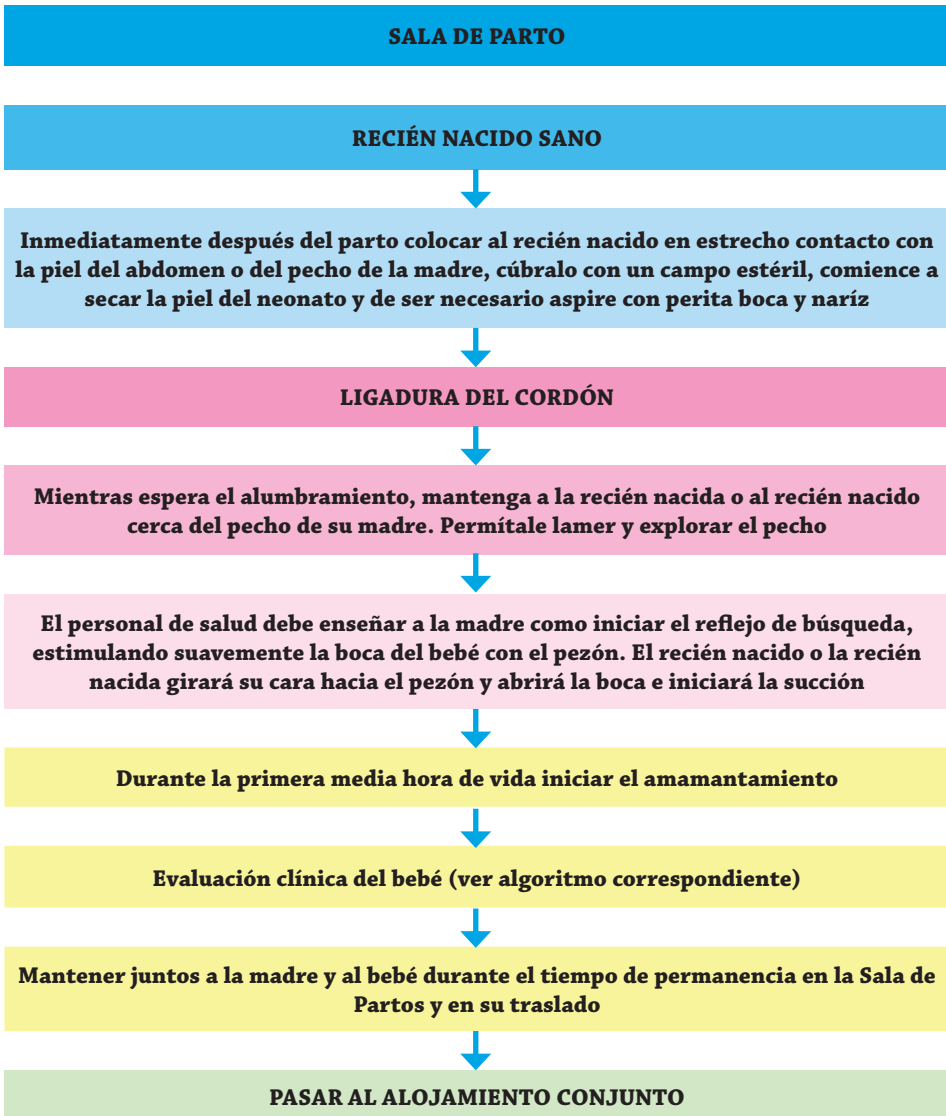 SALA DE PARTO
RECIÉN NACIDO SANO
Inmediatamente después del parto colocar al recién nacido en estrecho contacto con
la piel del abdomen o del pecho de la madre, cúbralo con un campo estéril, comience a
secar la piel del neonato y de ser necesario aspire con perita boca y naríz
LIGADURA DEL CORDÓN
Mientras espera el alumbramiento, mantenga a la recién nacida o al recién nacido
cerca del pecho de su madre. Permítale lamer y explorar el pecho
El personal de salud debe enseñar a la madre como iniciar el reflejo de búsqueda,
estimulando suavemente la boca del bebé con el pezón. El recién nacido o la recién
nacida girará su cara hacia el pezón y abrirá la boca e iniciará la succión
Durante la primera media hora de vida iniciar el amamantamiento
Evaluación clínica del bebé (ver algoritmo correspondiente)
Mantener juntos a la madre y al bebé durante el tiempo de permanencia en la Sala de
Partos y en su traslado
PASAR AL ALOJAMIENTO CONJUNTO